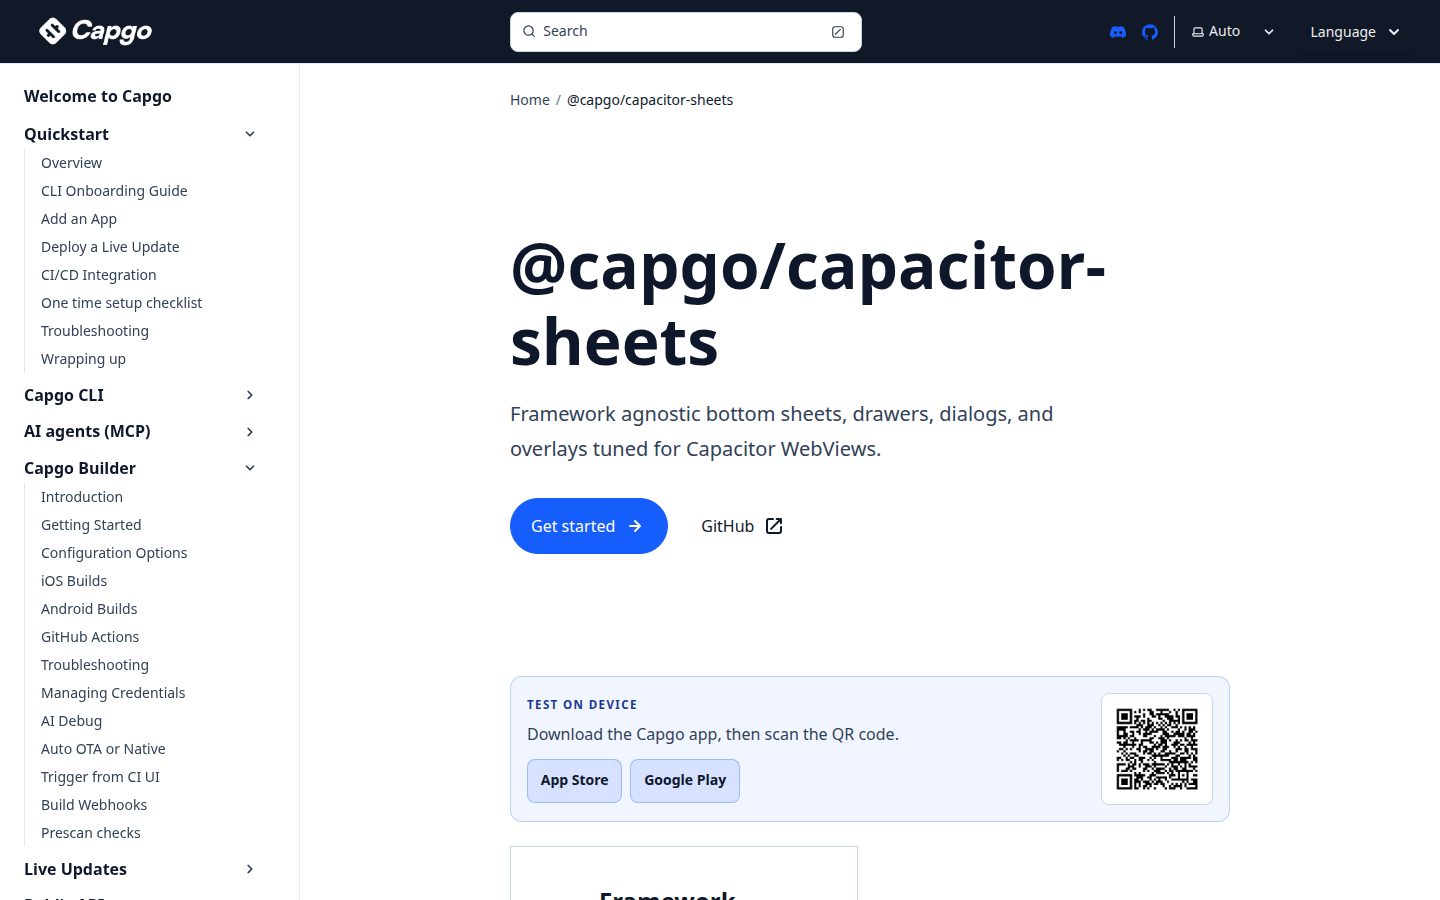 Capgo
Search
Auto
Language
Welcome to Capgo
Quickstart
Overview
CLI Onboarding Guide
Add an App
Deploy a Live Update
CI/CD Integration
One time setup checklist
Troubleshooting
Wrapping up
Capgo CLI
AI agents (MCP)
Capgo Builder
Introduction
Getting Started
Configuration Options
iOS Builds
Android Builds
GitHub Actions
Troubleshooting
Managing Credentials
AI Debug
Auto OTA or Native
Trigger from CI UI
Build Webhooks
Prescan checks
Live Updates
Public API
Home / @capgo/capacitor-sheets
@capgo/capacitor-
sheets
Framework agnostic bottom sheets, drawers, dialogs, and
overlays tuned for Capacitor WebViews.
Get started
GitHub
TEST ON DEVICE
Download the Capgo app, then scan the QR code.
App Store
Google Play
Framework